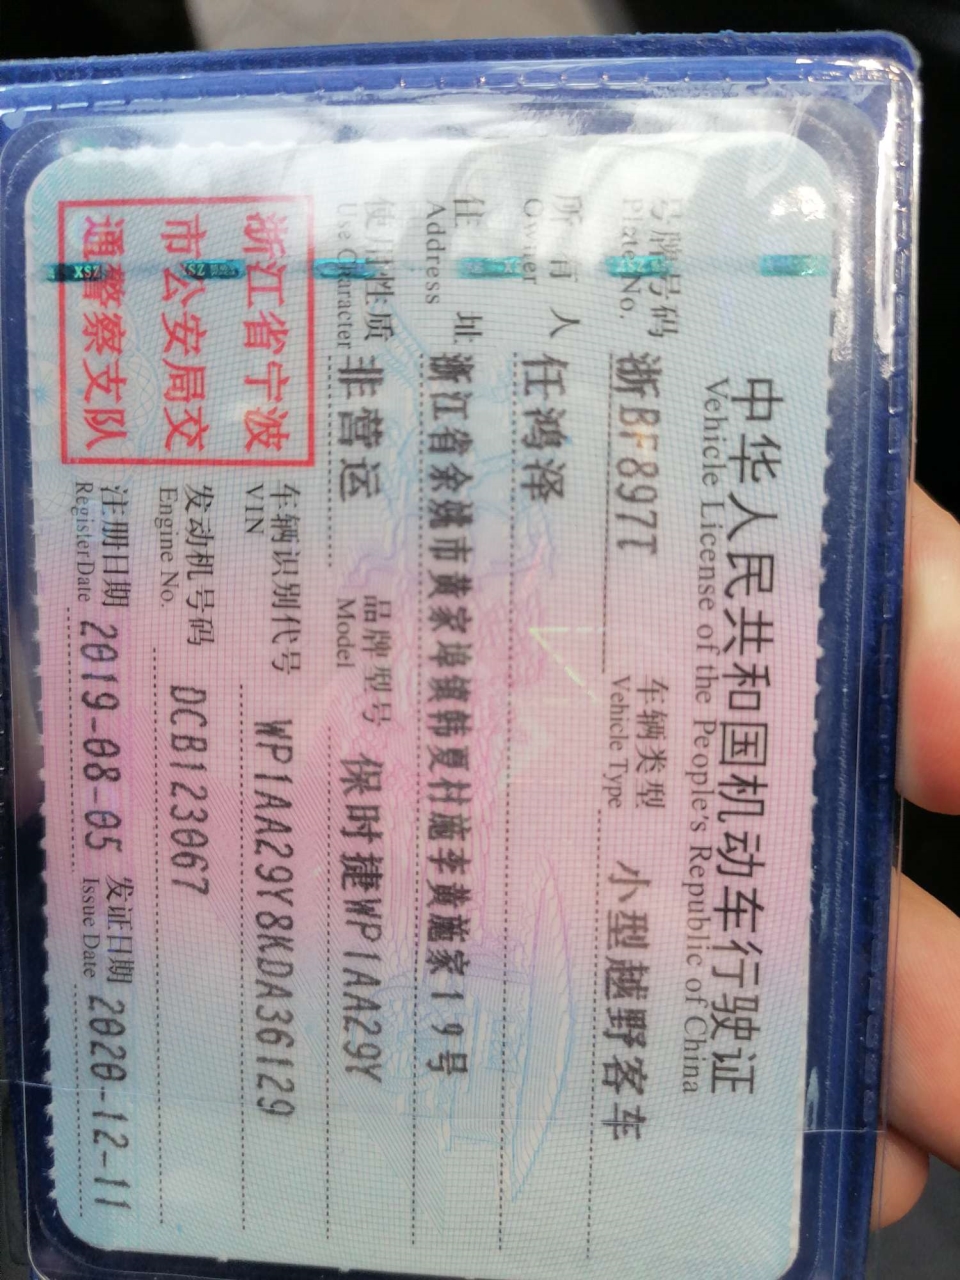 中华人民共和国机动车行驶证
Vehicle License of the People's Republic of China
号牌号码 浙BF897T 车辆类型 小型越野客车
Plate No. Vehicle Type
所有人 任鸿泽
Owner
住址 浙江省余姚市黄家埠镇韩夏村施李黄施家19号
Address
使用性质 非营运 品牌型号 保时捷WP1AA29Y
Use Character Model
浙江省宁波
市公安局交
通警察支队
车辆识别代号 WP1AA29Y8KDA36129
VIN
发动机号码 DCB123067
Engine No.
注册日期 2019-08-05 发证日期 2020-12-11
Register Date Issue Date